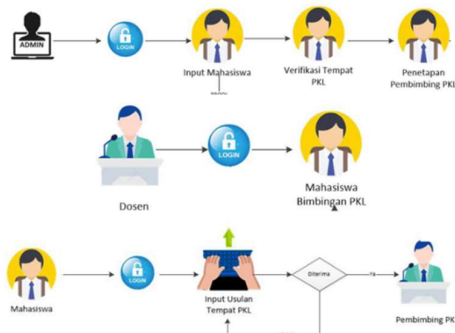 ADMIN
LOGIN
Input Mahasiswa
Verifikasi Tempat
PKL
Penetapan
Pembimbing PKL
LOGIN
Dosen
Mahasiswa
Bimbingan PKL
LOGIN
Mahasiswa
Input Usulan
Tempat PKL
Diterima
Ya
Pembimbing PK